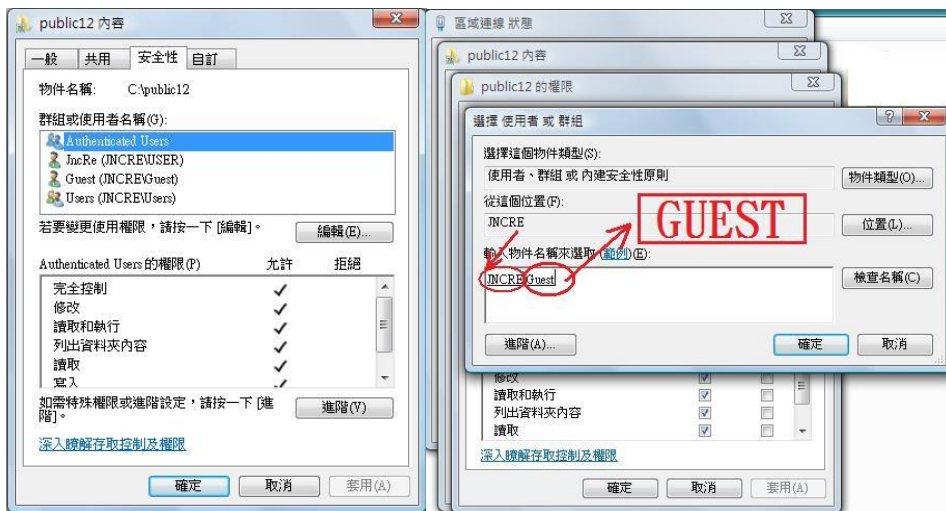 public12 內容
一般 共用 安全性 自訂
物件名稱: C:\public12
群組或使用者名稱(G):
Authenticated Users
JncRe (JNCRE\USER)
Guest (JNCRE\Guest)
Users (JNCRE\Users)
若要變更使用權限，請按一下 [編輯]。
編輯(E)...
Authenticated Users 的權限(P) 允許 拒絕
完全控制
修改
讀取和執行
列出資料夾內容
讀取
寫入
如需特殊權限或進階設定，請按一下 [進
階]。
進階(V)
深入瞭解存取控制及權限
確定 取消 套用(A)
區域連線 狀態
public12 內容
public12 的權限
選擇 使用者 或 群組
選擇這個物件類型(S):
使用者、群組 或 內建安全性原則
物件類型(O)...
從這個位置(F):
JNCRE
位置(L)...
GUEST
輸入物件名稱來選取 (範例)(E):
JNCRE\Guest
檢查名稱(C)
進階(A)...
確定 取消
修改
讀取和執行
列出資料夾內容
讀取
深入瞭解存取控制及權限
確定 取消 套用(A)